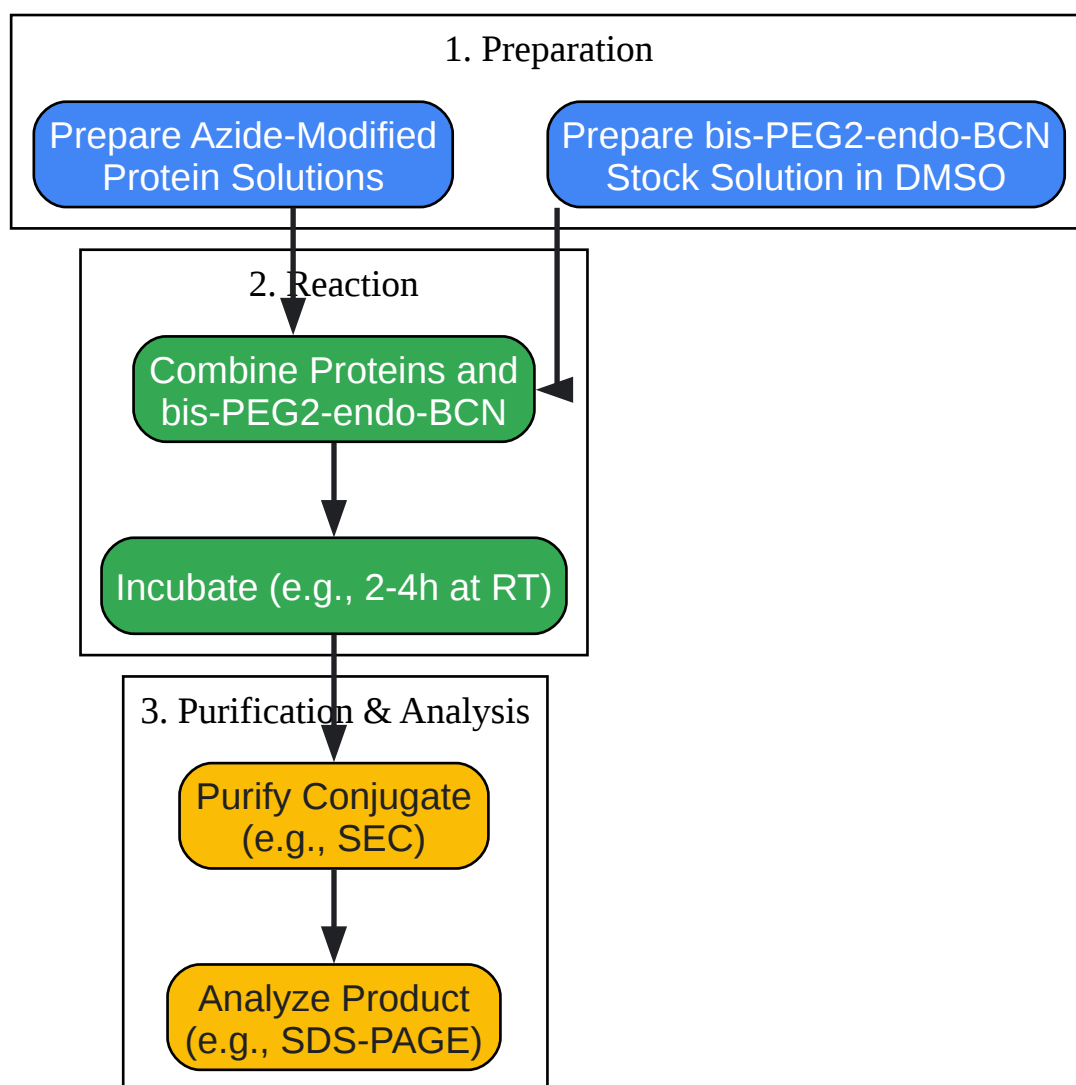 1. Preparation
Prepare Azide-Modified
Protein Solutions
Prepare bis-PEG2-endo-BCN
Stock Solution in DMSO
2. Reaction
Combine Proteins and
bis-PEG2-endo-BCN
Incubate (e.g., 2-4h at RT)
3. Purification & Analysis
Purify Conjugate
(e.g., SEC)
Analyze Product
(e.g., SDS-PAGE)